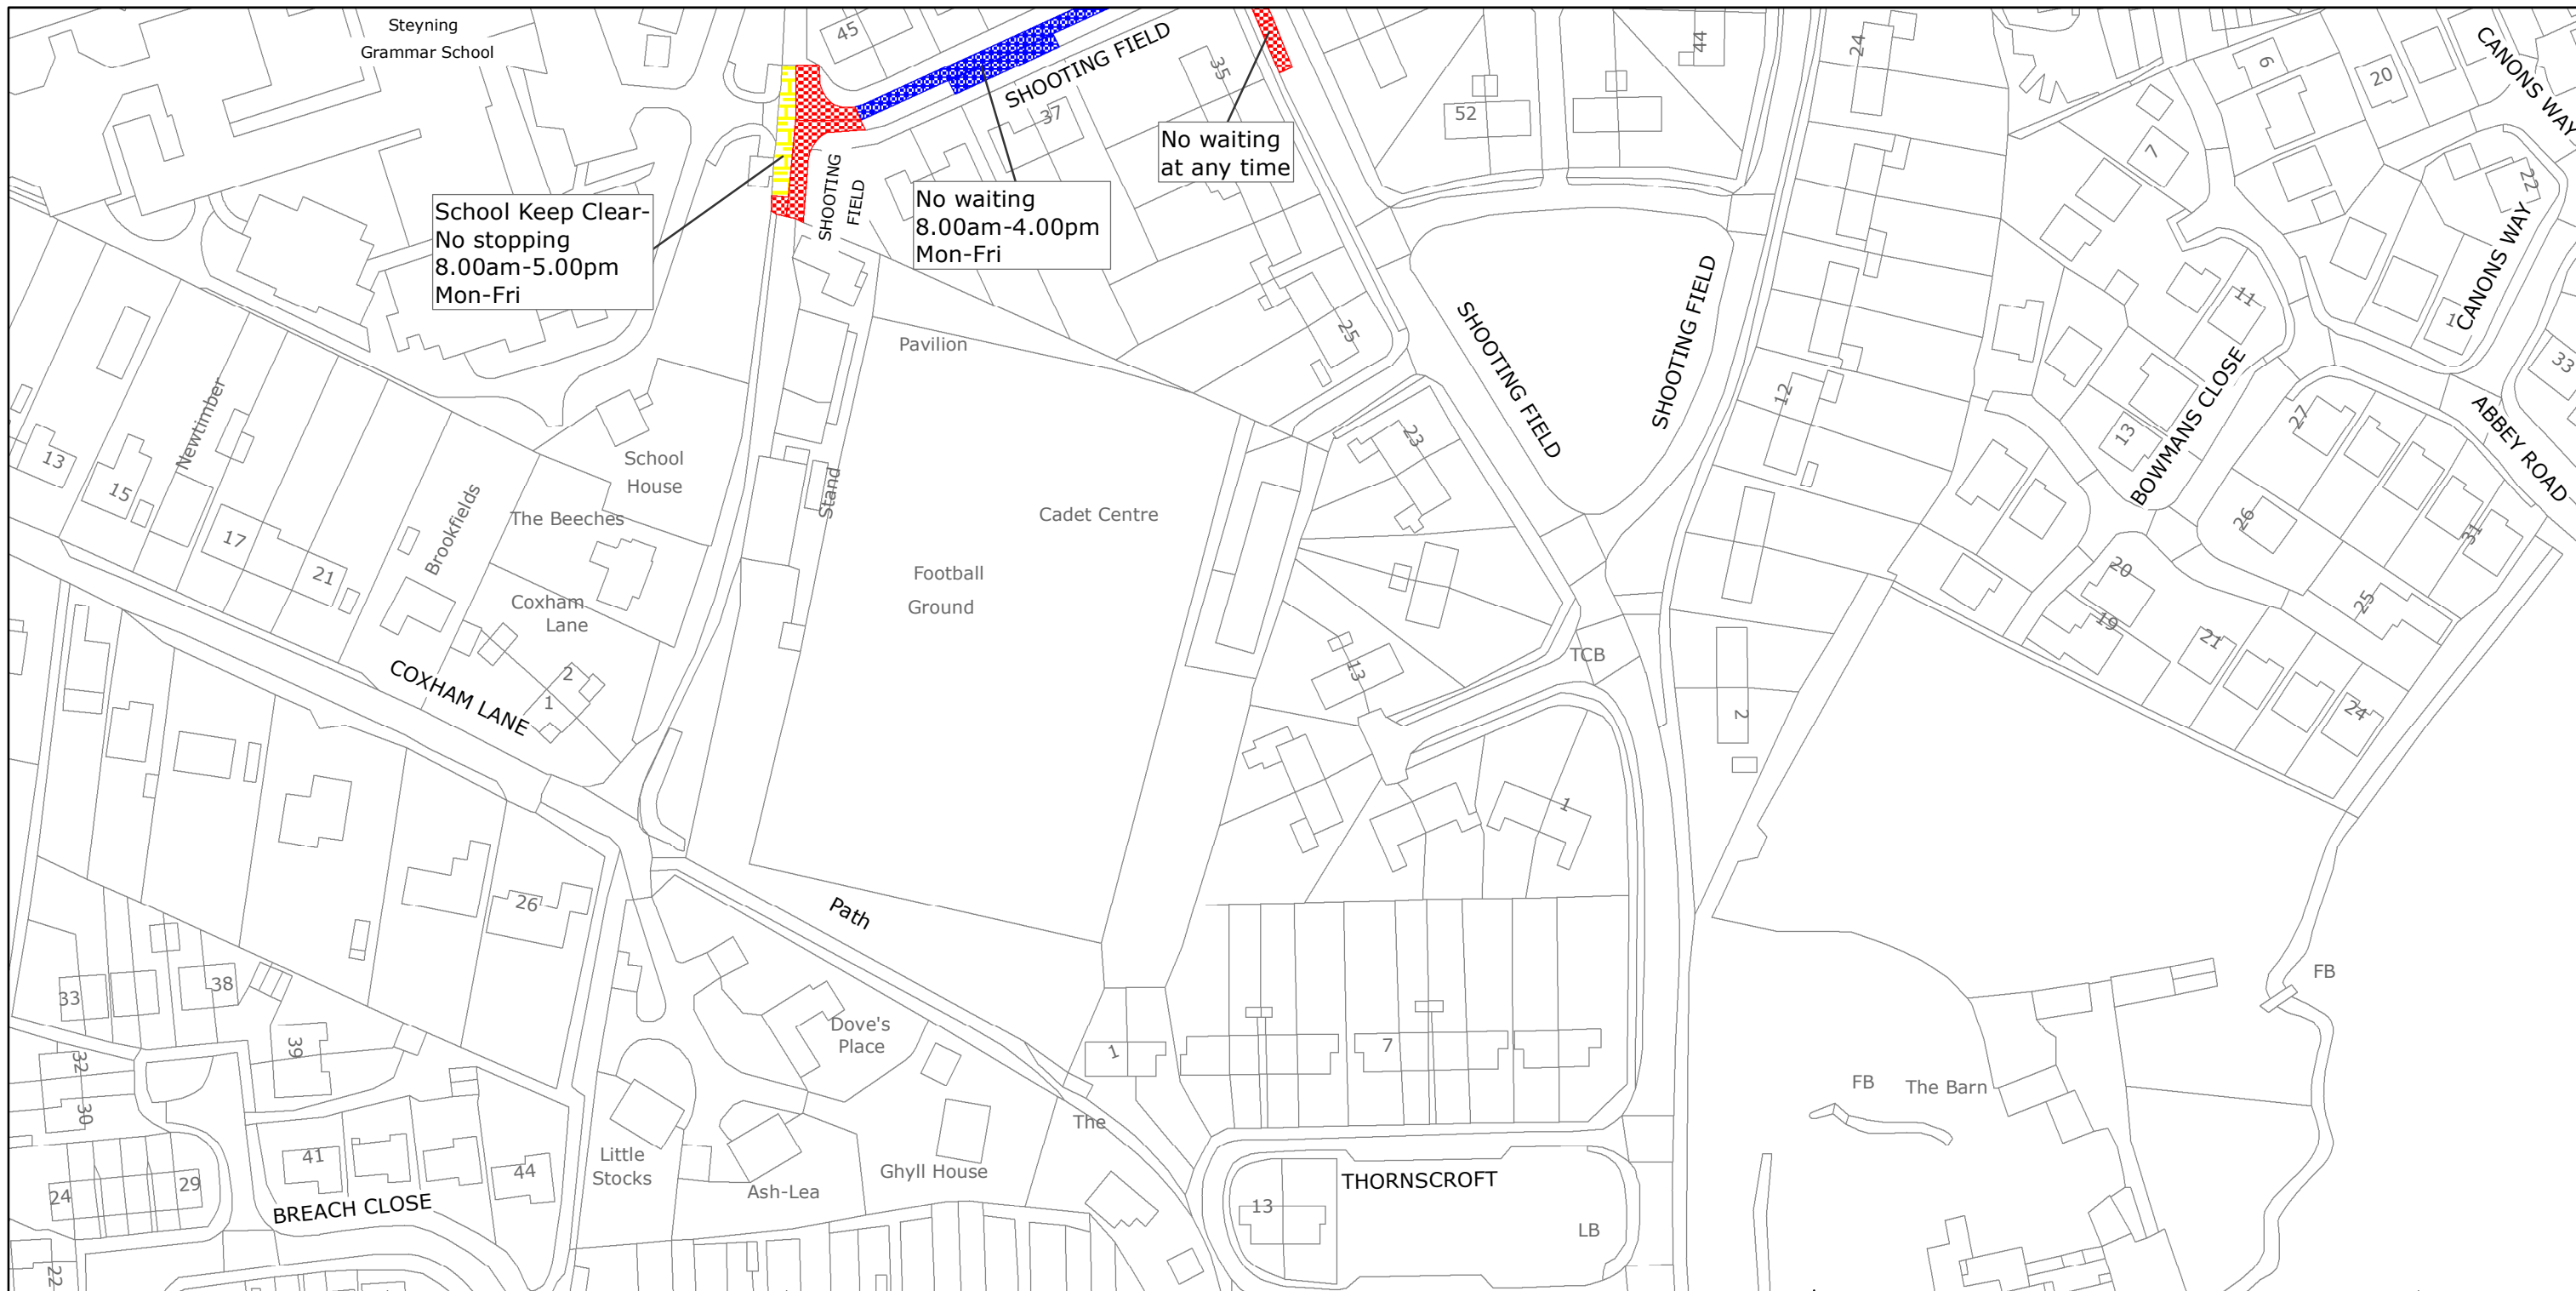 Steyning
Grammar School
45
SHOOTING FIELD
35
37
44
52
24
6
20
CANONS WAY
7
22
No waiting
at any time
No waiting
8.00am-4.00pm
Mon-Fri
School Keep Clear-
No stopping
8.00am-5.00pm
Mon-Fri
SHOOTING
FIELD
CANONS WAY
11
1
25
Pavilion
SHOOTING FIELD
SHOOTING FIELD
33
12
Newtimber
13
15
17
21
Brookfields
School
House
The Beeches
Coxham
Lane
2
1
COXHAM LANE
Stand
Cadet Centre
Football
Ground
23
13
TCB
1
2
BOWMANS CLOSE
13
27
26
31
ABBEY ROAD
20
19
21
25
24
Path
26
33
38
39
32
30
41
44
24
29
22
BREACH CLOSE
Dove's
Place
Little
Stocks
Ash-Lea
Ghyll House
The
1
7
THORNSCROFT
13
LB
FB
FB
The Barn